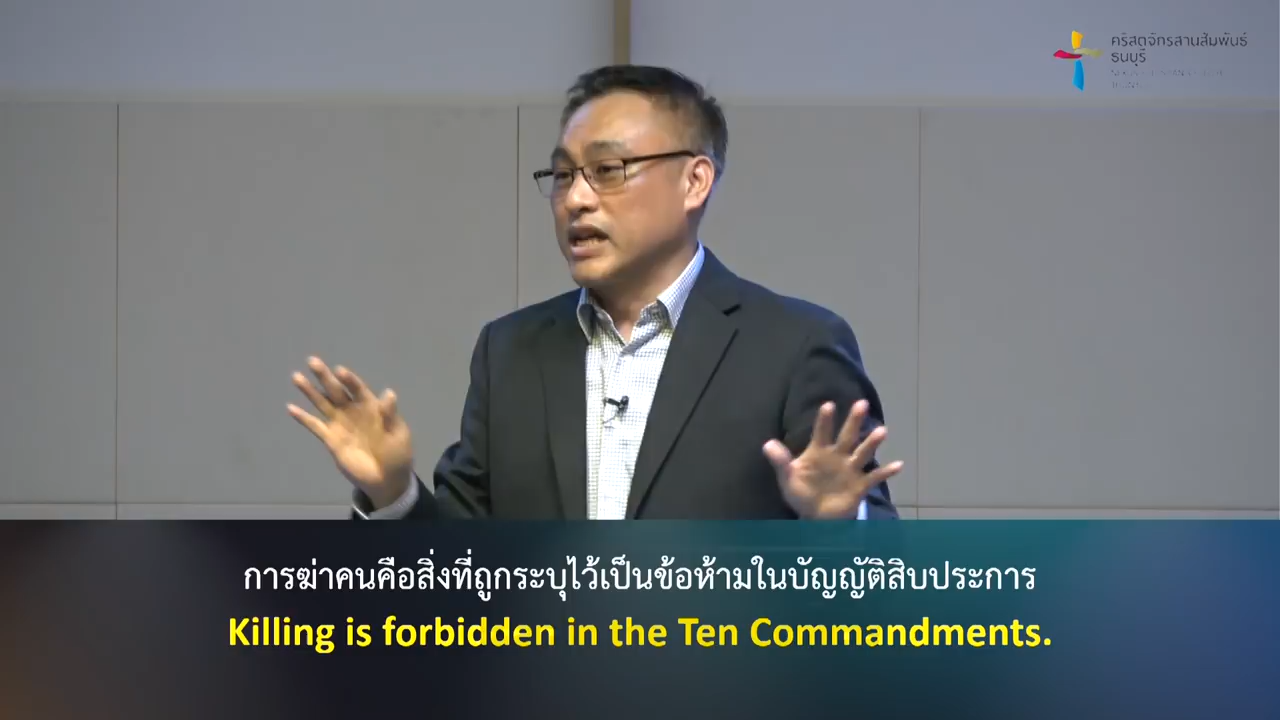 คริสตจักรสานสัมพันธ์
ธนบุรี
การฆ่าคนคือสิ่งที่ถูกระบุไว้เป็นข้อห้ามในบัญญัติสิบประการ
Killing is forbidden in the Ten Commandments.